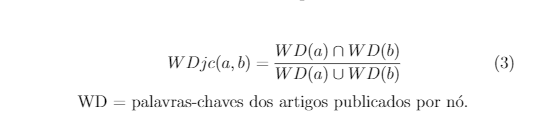 WDjc(a, b) = WD(a) ∩ WD(b) / WD(a) ∪ WD(b) (3)
WD = palavras-chaves dos artigos publicados por nó.